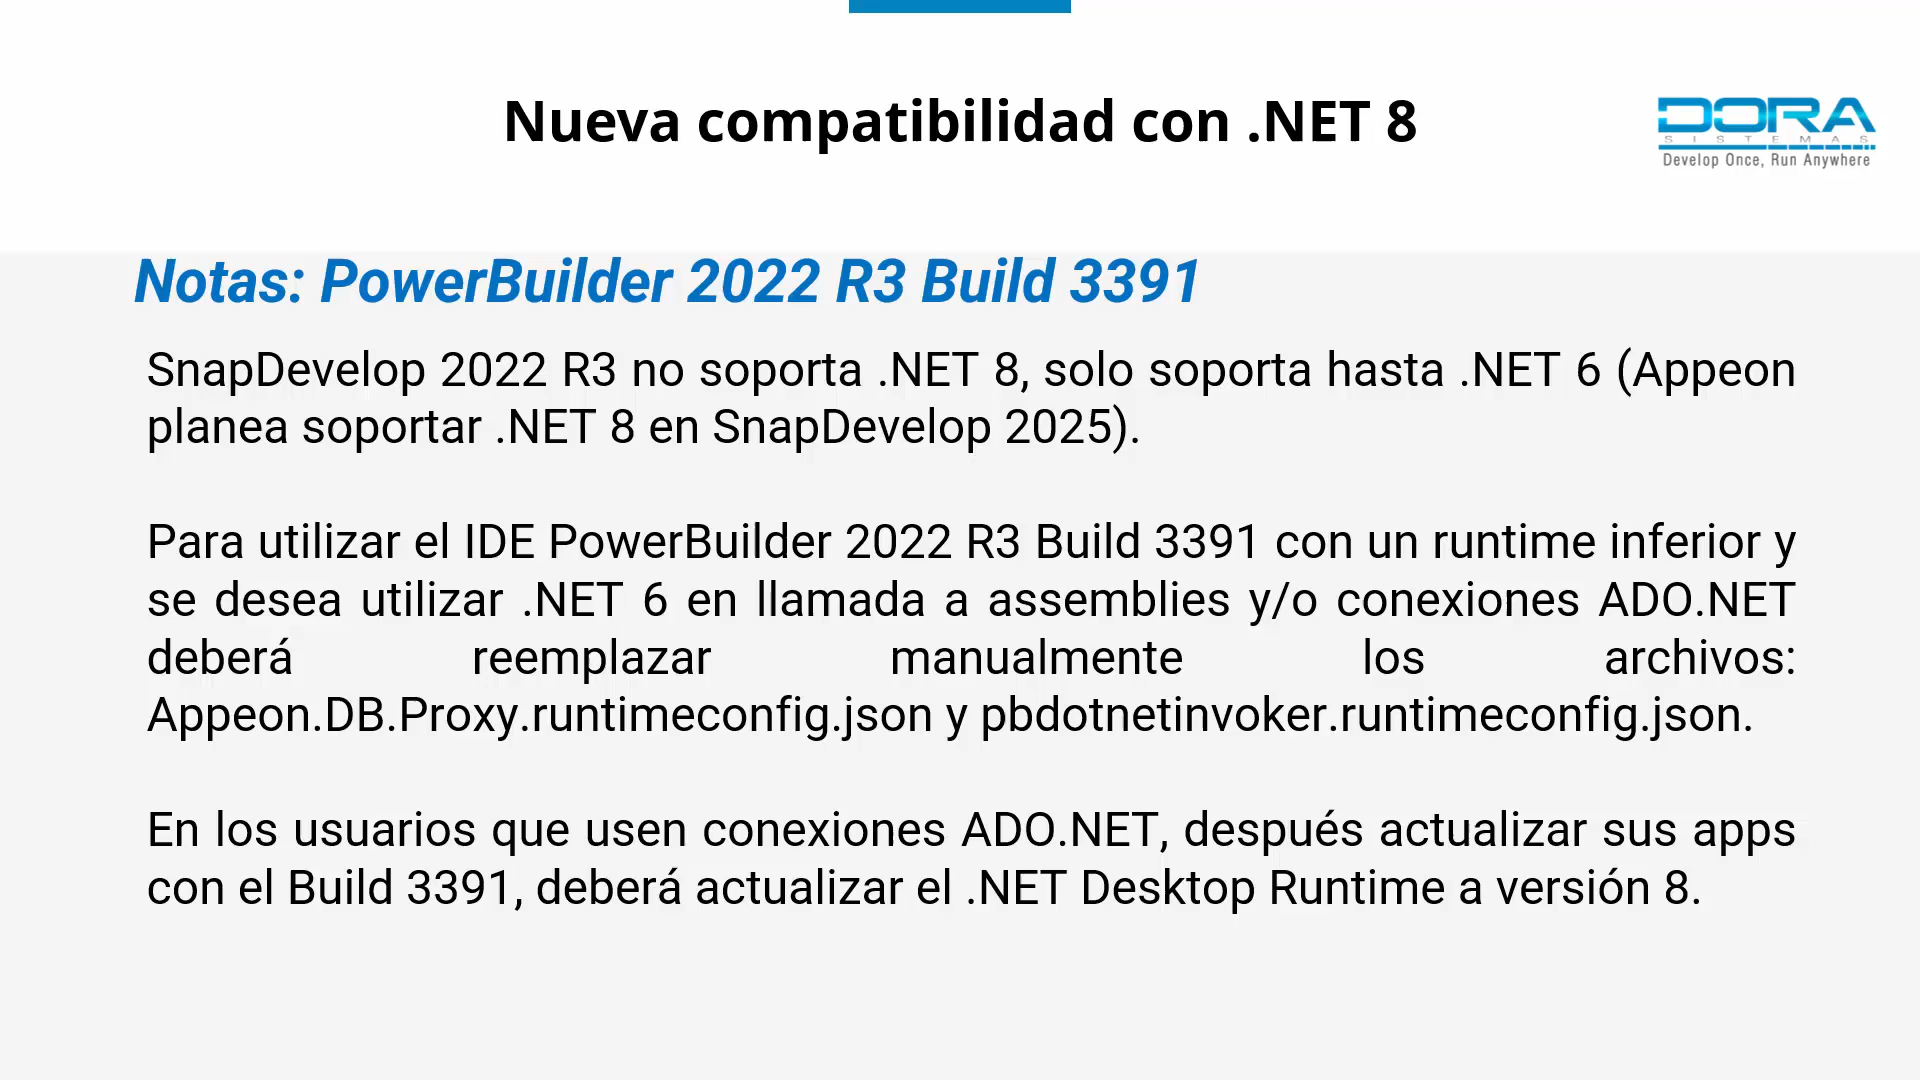 Nueva compatibilidad con .NET 8
DORA
SISTEMAS
Develop Once, Run Anywhere
Notas: PowerBuilder 2022 R3 Build 3391
SnapDevelop 2022 R3 no soporta .NET 8, solo soporta hasta .NET 6 (Appeon
planea soportar .NET 8 en SnapDevelop 2025).
Para utilizar el IDE PowerBuilder 2022 R3 Build 3391 con un runtime inferior y
se desea utilizar .NET 6 en llamada a assemblies y/o conexiones ADO.NET
deberá reemplazar manualmente los archivos:
Appeon.DB.Proxy.runtimeconfig.json y pbdotnetinvoker.runtimeconfig.json.
En los usuarios que usen conexiones ADO.NET, después actualizar sus apps
con el Build 3391, deberá actualizar el .NET Desktop Runtime a versión 8.